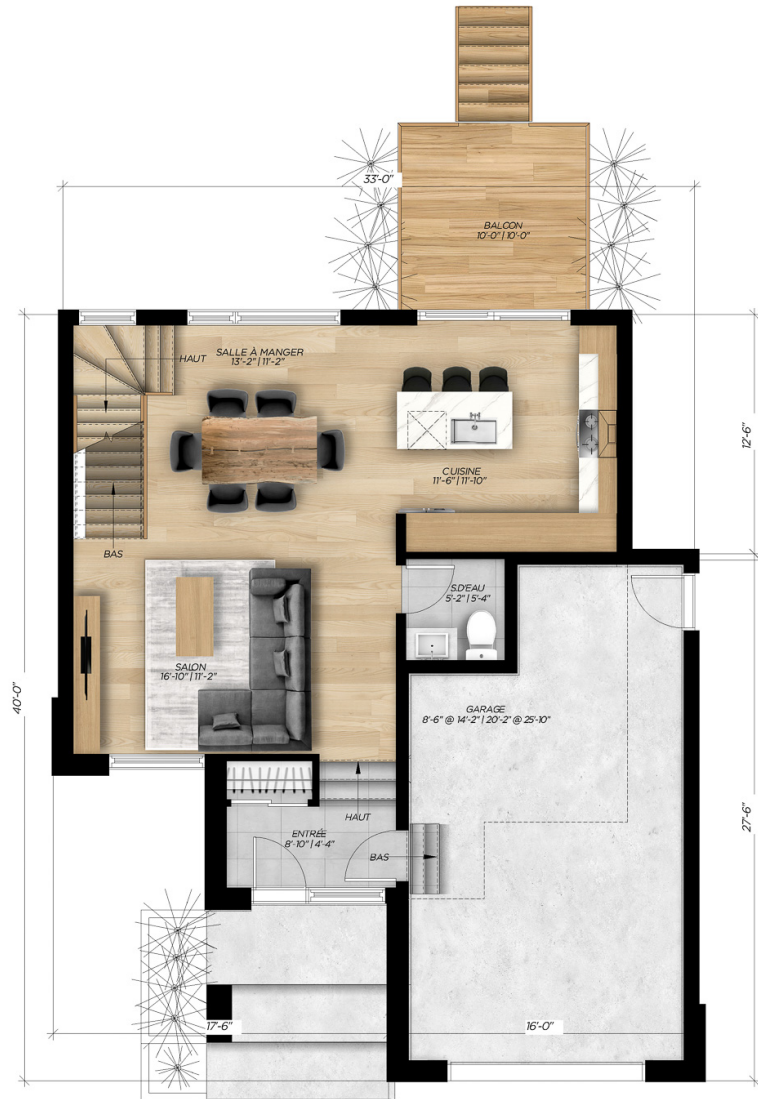 33'-0"
BALCON
10'-0" | 10'-0"
HAUT
SALLE À MANGER
13'-2" | 11'-2"
12'-6"
CUISINE
11'-6" | 11'-10"
BAS
S.D'EAU
5'-2" | 5'-4"
SALON
16'-10" | 11'-2"
40'-0"
GARAGE
8'-6" @ 14'-2" | 20'-2" @ 25'-10"
HAUT
27'-6"
ENTRÉE
8'-10" | 4'-4"
BAS
17'-6"
16'-0"